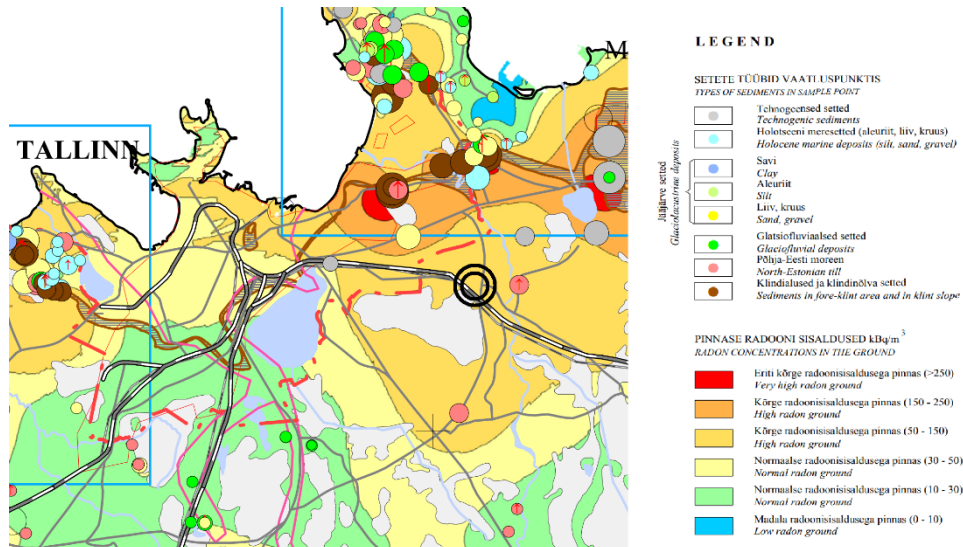 TALLINN
M
LEGEND
SETETE TÜÜBID VAATLUSPUNKTIS
TYPES OF SEDIMENTS IN SAMPLE POINT
Tehnogeensed setted
Technogenic sediments
Holotseeni meresetted (aleuriit, liiv, kruus)
Holocene marine deposits (silt, sand, gravel)
Jääjärve setted
Glaciolacustrine deposits
Savi
Clay
Aleuriit
Silt
Liiv, kruus
Sand, gravel
Glatsiofluviaalsed setted
Glaciofluvial deposits
Põhja-Eesti moreen
North-Estonian till
Klindialused ja klindinõlva setted
Sediments in fore-klint area and in klint slope
PINNASE RADOONI SISALDUSED kBq/m³
RADON CONCENTRATIONS IN THE GROUND
Eriti kõrge radoonisisaldusega pinnas (>250)
Very high radon ground
Kõrge radoonisisaldusega pinnas (150 - 250)
High radon ground
Kõrge radoonisisaldusega pinnas (50 - 150)
High radon ground
Normaalse radoonisisaldusega pinnas (30 - 50)
Normal radon ground
Normaalse radoonisisaldusega pinnas (10 - 30)
Normal radon ground
Madala radoonisisaldusega pinnas (0 - 10)
Low radon ground